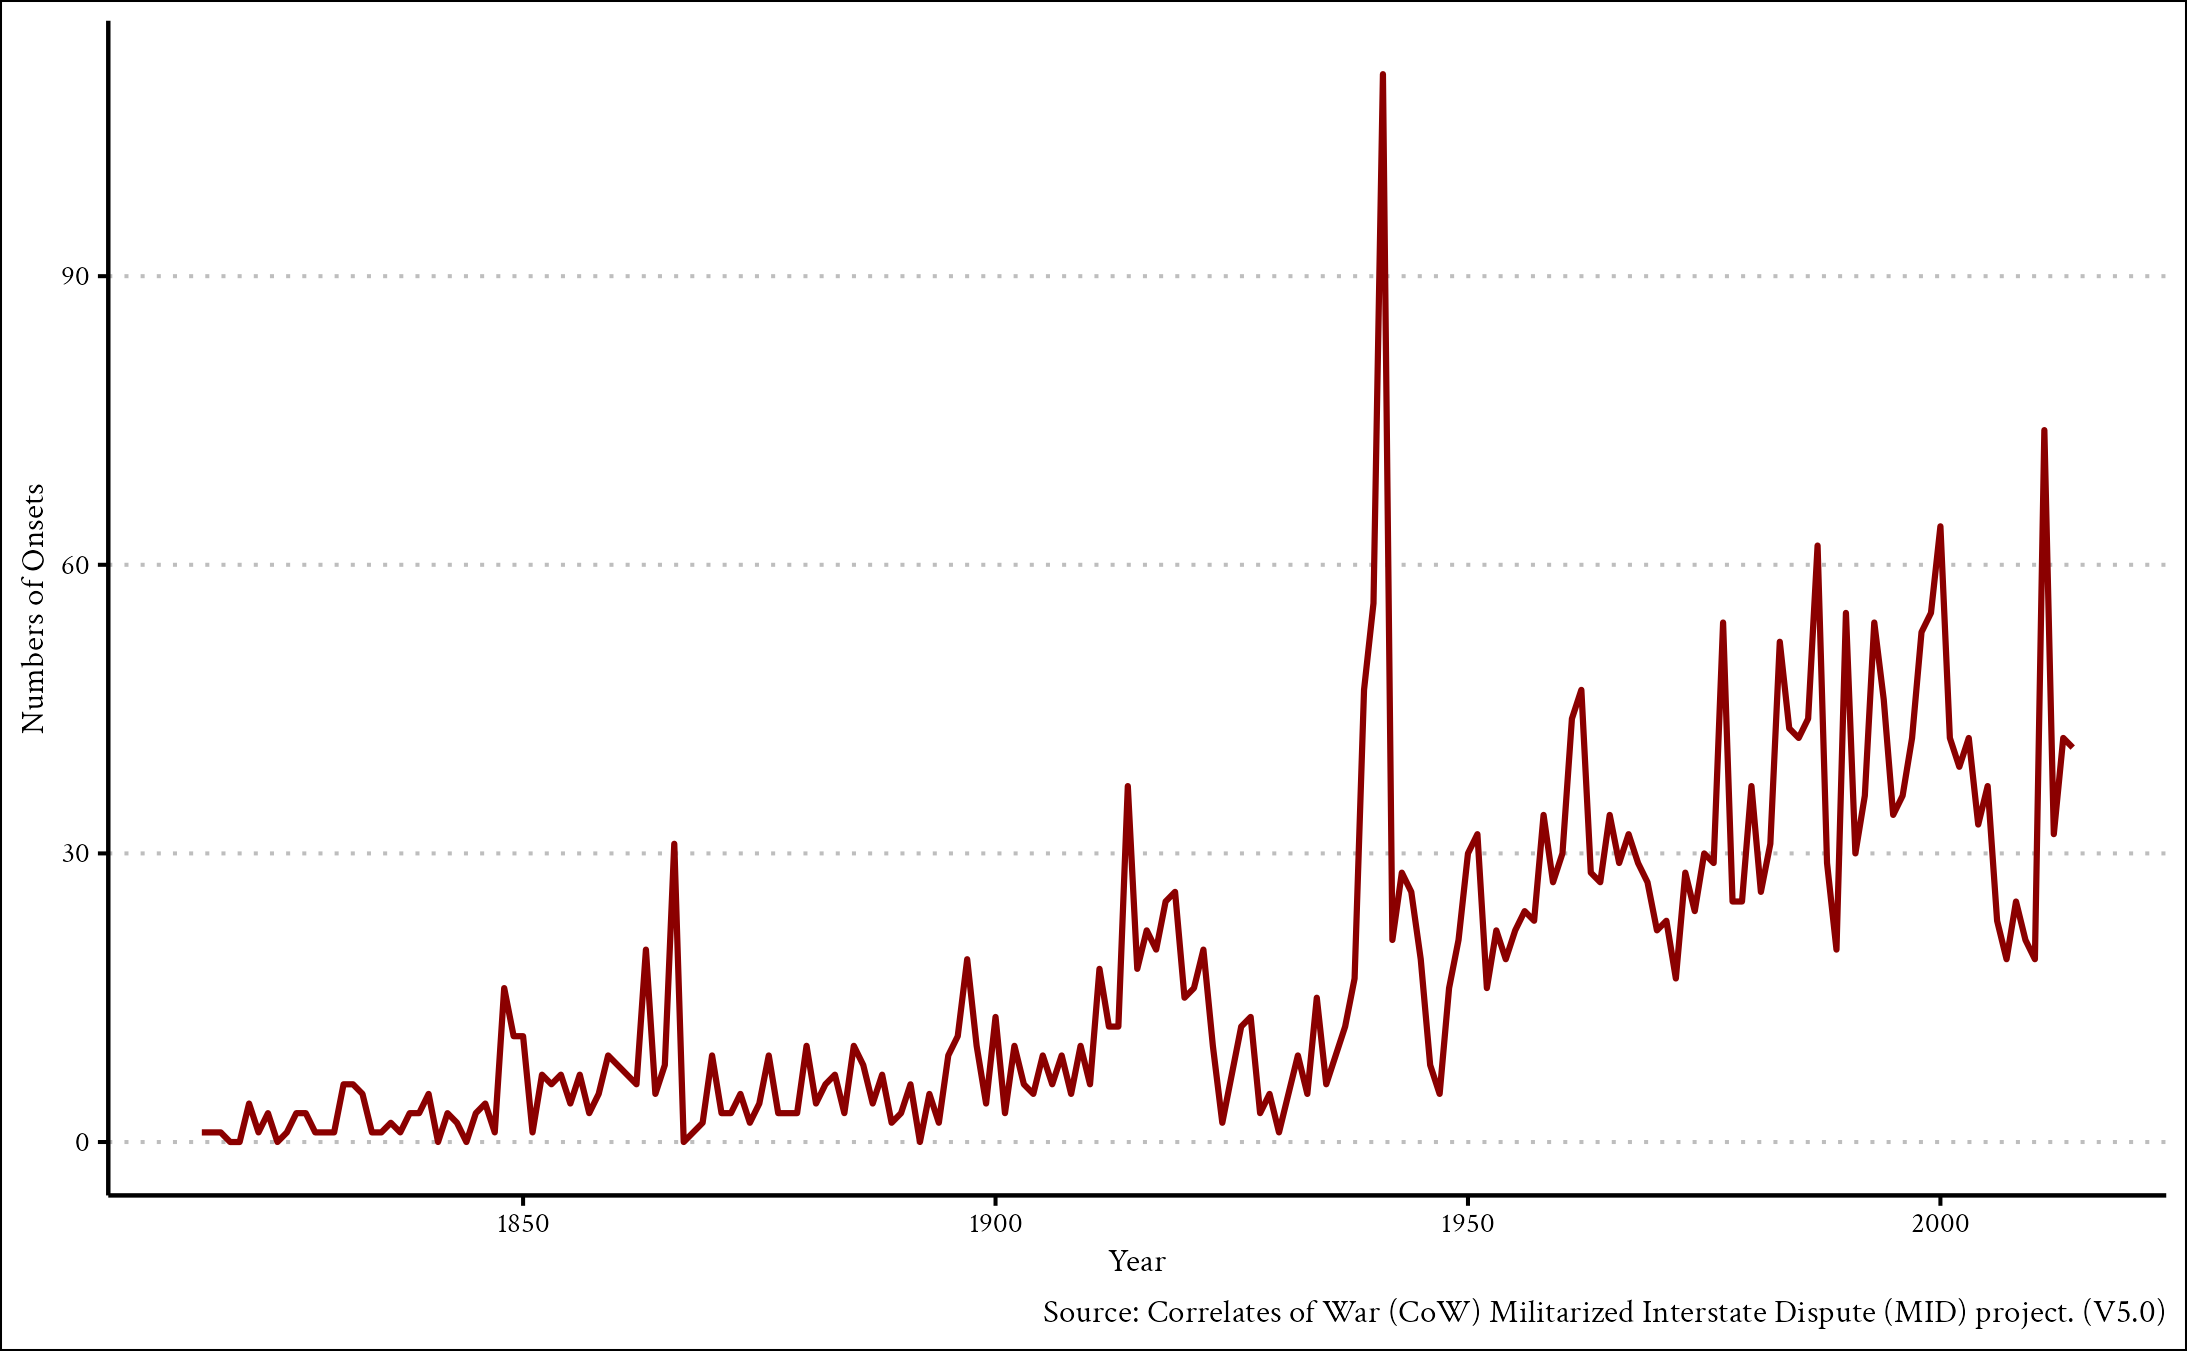 Numbers of Onsets
90
60
30
0
1850 1900 1950 2000
Year
Source: Correlates of War (CoW) Militarized Interstate Dispute (MID) project. (V5.0)